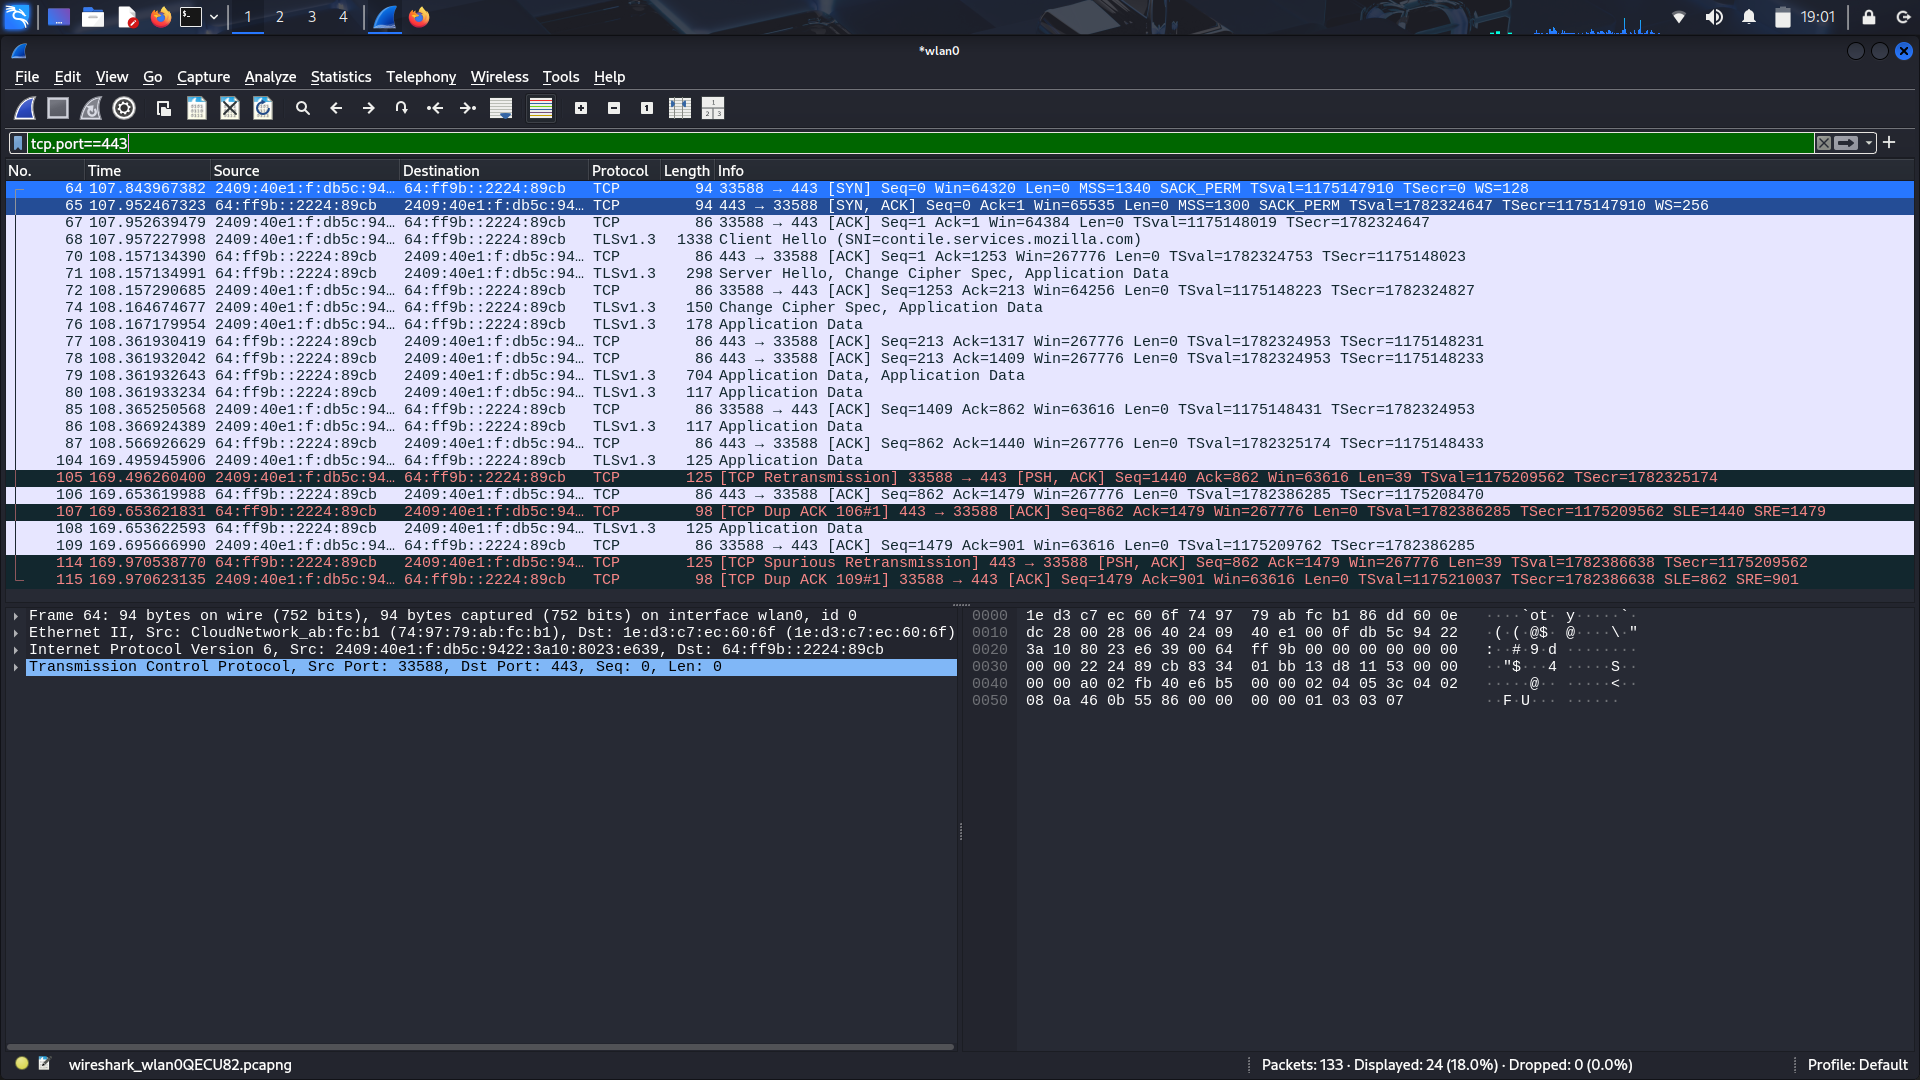 1 2 3 4 19:01
*wlan0
File Edit View Go Capture Analyze Statistics Telephony Wireless Tools Help
tcp.port==443
No. Time Source Destination Protocol Length Info
64 107.843967382 2409:40e1:f:db5c:94… 64:ff9b::2224:89cb TCP 94 33588 → 443 [SYN] Seq=0 Win=64320 Len=0 MSS=1340 SACK_PERM TSval=1175147910 TSecr=0 WS=128
65 107.952467323 64:ff9b::2224:89cb 2409:40e1:f:db5c:94… TCP 94 443 → 33588 [SYN, ACK] Seq=0 Ack=1 Win=65535 Len=0 MSS=1300 SACK_PERM TSval=1782324647 TSecr=1175147910 WS=256
67 107.952639479 2409:40e1:f:db5c:94… 64:ff9b::2224:89cb TCP 86 33588 → 443 [ACK] Seq=1 Ack=1 Win=64384 Len=0 TSval=1175148019 TSecr=1782324647
68 107.957227998 2409:40e1:f:db5c:94… 64:ff9b::2224:89cb TLSv1.3 1338 Client Hello (SNI=contile.services.mozilla.com)
70 108.157134390 64:ff9b::2224:89cb 2409:40e1:f:db5c:94… TCP 86 443 → 33588 [ACK] Seq=1 Ack=1253 Win=267776 Len=0 TSval=1782324753 TSecr=1175148023
71 108.157134991 64:ff9b::2224:89cb 2409:40e1:f:db5c:94… TLSv1.3 298 Server Hello, Change Cipher Spec, Application Data
72 108.157290685 2409:40e1:f:db5c:94… 64:ff9b::2224:89cb TCP 86 33588 → 443 [ACK] Seq=1253 Ack=213 Win=64256 Len=0 TSval=1175148223 TSecr=1782324827
74 108.164674677 2409:40e1:f:db5c:94… 64:ff9b::2224:89cb TLSv1.3 150 Change Cipher Spec, Application Data
76 108.167179954 2409:40e1:f:db5c:94… 64:ff9b::2224:89cb TLSv1.3 178 Application Data
77 108.361930419 64:ff9b::2224:89cb 2409:40e1:f:db5c:94… TCP 86 443 → 33588 [ACK] Seq=213 Ack=1317 Win=267776 Len=0 TSval=1782324953 TSecr=1175148231
78 108.361932042 64:ff9b::2224:89cb 2409:40e1:f:db5c:94… TCP 86 443 → 33588 [ACK] Seq=213 Ack=1409 Win=267776 Len=0 TSval=1782324953 TSecr=1175148233
79 108.361932643 64:ff9b::2224:89cb 2409:40e1:f:db5c:94… TLSv1.3 704 Application Data, Application Data
80 108.361933234 64:ff9b::2224:89cb 2409:40e1:f:db5c:94… TLSv1.3 117 Application Data
85 108.365250568 2409:40e1:f:db5c:94… 64:ff9b::2224:89cb TCP 86 33588 → 443 [ACK] Seq=1409 Ack=862 Win=63616 Len=0 TSval=1175148431 TSecr=1782324953
86 108.366924389 2409:40e1:f:db5c:94… 64:ff9b::2224:89cb TLSv1.3 117 Application Data
87 108.566926629 64:ff9b::2224:89cb 2409:40e1:f:db5c:94… TCP 86 443 → 33588 [ACK] Seq=862 Ack=1440 Win=267776 Len=0 TSval=1782325174 TSecr=1175148433
104 169.495945906 2409:40e1:f:db5c:94… 64:ff9b::2224:89cb TLSv1.3 125 Application Data
105 169.496260400 2409:40e1:f:db5c:94… 64:ff9b::2224:89cb TCP 125 [TCP Retransmission] 33588 → 443 [PSH, ACK] Seq=1440 Ack=862 Win=63616 Len=39 TSval=1175209562 TSecr=1782325174
106 169.653619988 64:ff9b::2224:89cb 2409:40e1:f:db5c:94… TCP 86 443 → 33588 [ACK] Seq=862 Ack=1479 Win=267776 Len=0 TSval=1782386285 TSecr=1175208470
107 169.653621831 64:ff9b::2224:89cb 2409:40e1:f:db5c:94… TCP 98 [TCP Dup ACK 106#1] 443 → 33588 [ACK] Seq=862 Ack=1479 Win=267776 Len=0 TSval=1782386285 TSecr=1175209562 SLE=1440 SRE=1479
108 169.653622593 64:ff9b::2224:89cb 2409:40e1:f:db5c:94… TLSv1.3 125 Application Data
109 169.695666990 2409:40e1:f:db5c:94… 64:ff9b::2224:89cb TCP 86 33588 → 443 [ACK] Seq=1479 Ack=901 Win=63616 Len=0 TSval=1175209762 TSecr=1782386285
114 169.970538770 64:ff9b::2224:89cb 2409:40e1:f:db5c:94… TCP 125 [TCP Spurious Retransmission] 443 → 33588 [PSH, ACK] Seq=862 Ack=1479 Win=267776 Len=39 TSval=1782386638 TSecr=1175209562
115 169.970623135 2409:40e1:f:db5c:94… 64:ff9b::2224:89cb TCP 98 [TCP Dup ACK 109#1] 33588 → 443 [ACK] Seq=1479 Ack=901 Win=63616 Len=0 TSval=1175210037 TSecr=1782386638 SLE=862 SRE=901
Frame 64: 94 bytes on wire (752 bits), 94 bytes captured (752 bits) on interface wlan0, id 0
Ethernet II, Src: CloudNetwork_ab:fc:b1 (74:97:79:ab:fc:b1), Dst: 1e:d3:c7:ec:60:6f (1e:d3:c7:ec:60:6f)
Internet Protocol Version 6, Src: 2409:40e1:f:db5c:9422:3a10:8023:e639, Dst: 64:ff9b::2224:89cb
Transmission Control Protocol, Src Port: 33588, Dst Port: 443, Seq: 0, Len: 0
0000 1e d3 c7 ec 60 6f 74 97 79 ab fc b1 86 dd 60 0e ····`ot· y·····`·
0010 dc 28 00 28 06 40 24 09 40 e1 00 0f db 5c 94 22 ·(·(·@$· @····\·"
0020 3a 10 80 23 e6 39 00 64 ff 9b 00 00 00 00 00 00 :··#·9·d ········
0030 00 00 22 24 89 cb 83 34 01 bb 13 d8 11 53 00 00 ··"$···4 ·····S··
0040 00 00 a0 02 fb 40 e6 b5 00 00 02 04 05 3c 04 02 ·····@·· ·····<··
0050 08 0a 46 0b 55 86 00 00 00 00 01 03 03 07 ··F·U··· ······
wireshark_wlan0QECU82.pcapng Packets: 133 · Displayed: 24 (18.0%) · Dropped: 0 (0.0%) Profile: Default